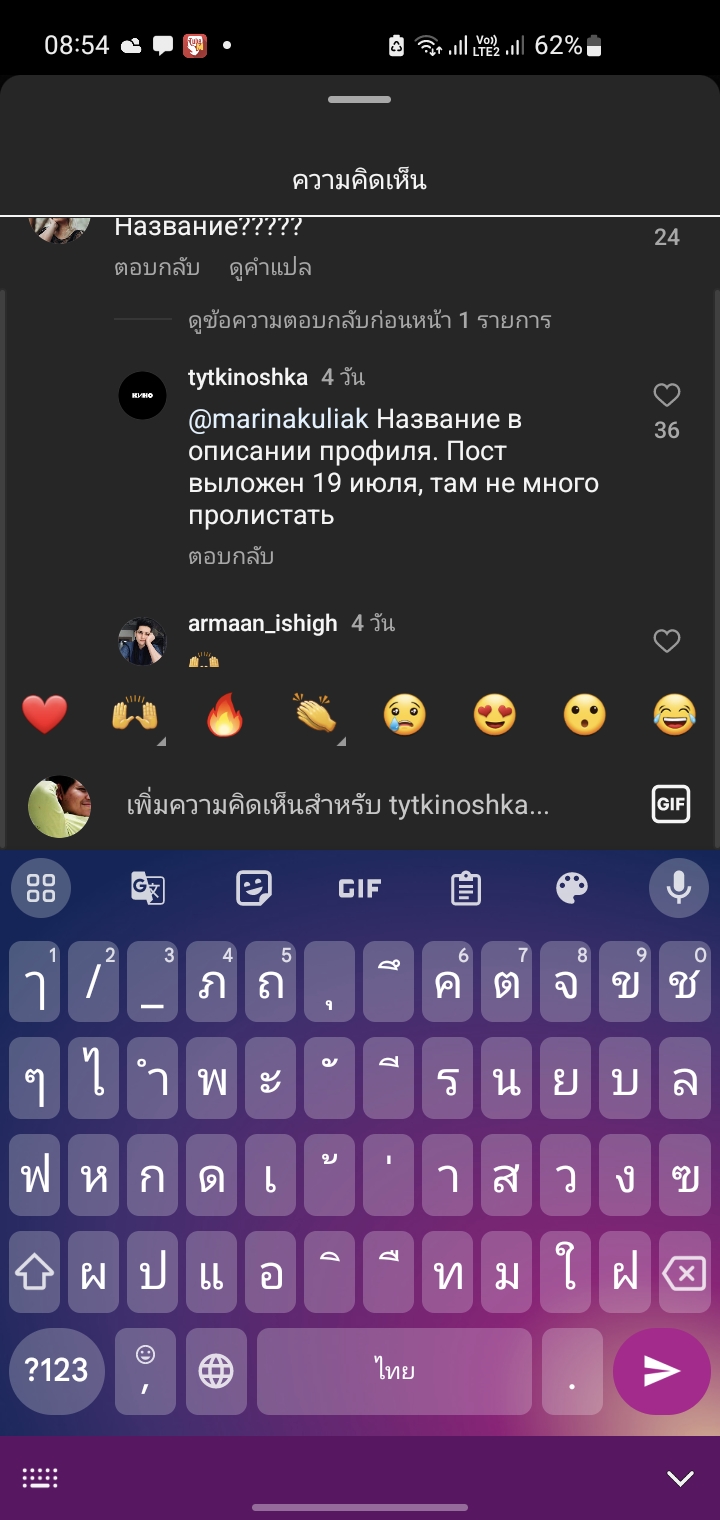 08:54 Vo)) LTE2 62%
ความคิดเห็น
Название?????
24
ตอบกลับ ดูคำแปล
ดูข้อความตอบกลับก่อนหน้า 1 รายการ
tytkinoshka 4 วัน
@marinakuliak Название в
36
описании профиля. Пост
выложен 19 июля, там не много
пролистать
ตอบกลับ
armaan_ishigh 4 วัน
เพิ่มความคิดเห็นสำหรับ tytkinoshka...
GIF
GIF
1 2 3 4 5 6 7 8 9 0
ๅ / _ ภ ถ ุ ึ ค ต จ ข ช
ๆ ไ ำ พ ะ ั ี ร น ย บ ล
ฟ ห ก ด เ ้ ่ า ส ว ง ฃ
ผ ป แ อ ิ ื ท ม ใ ฝ
?123 , ไทย .